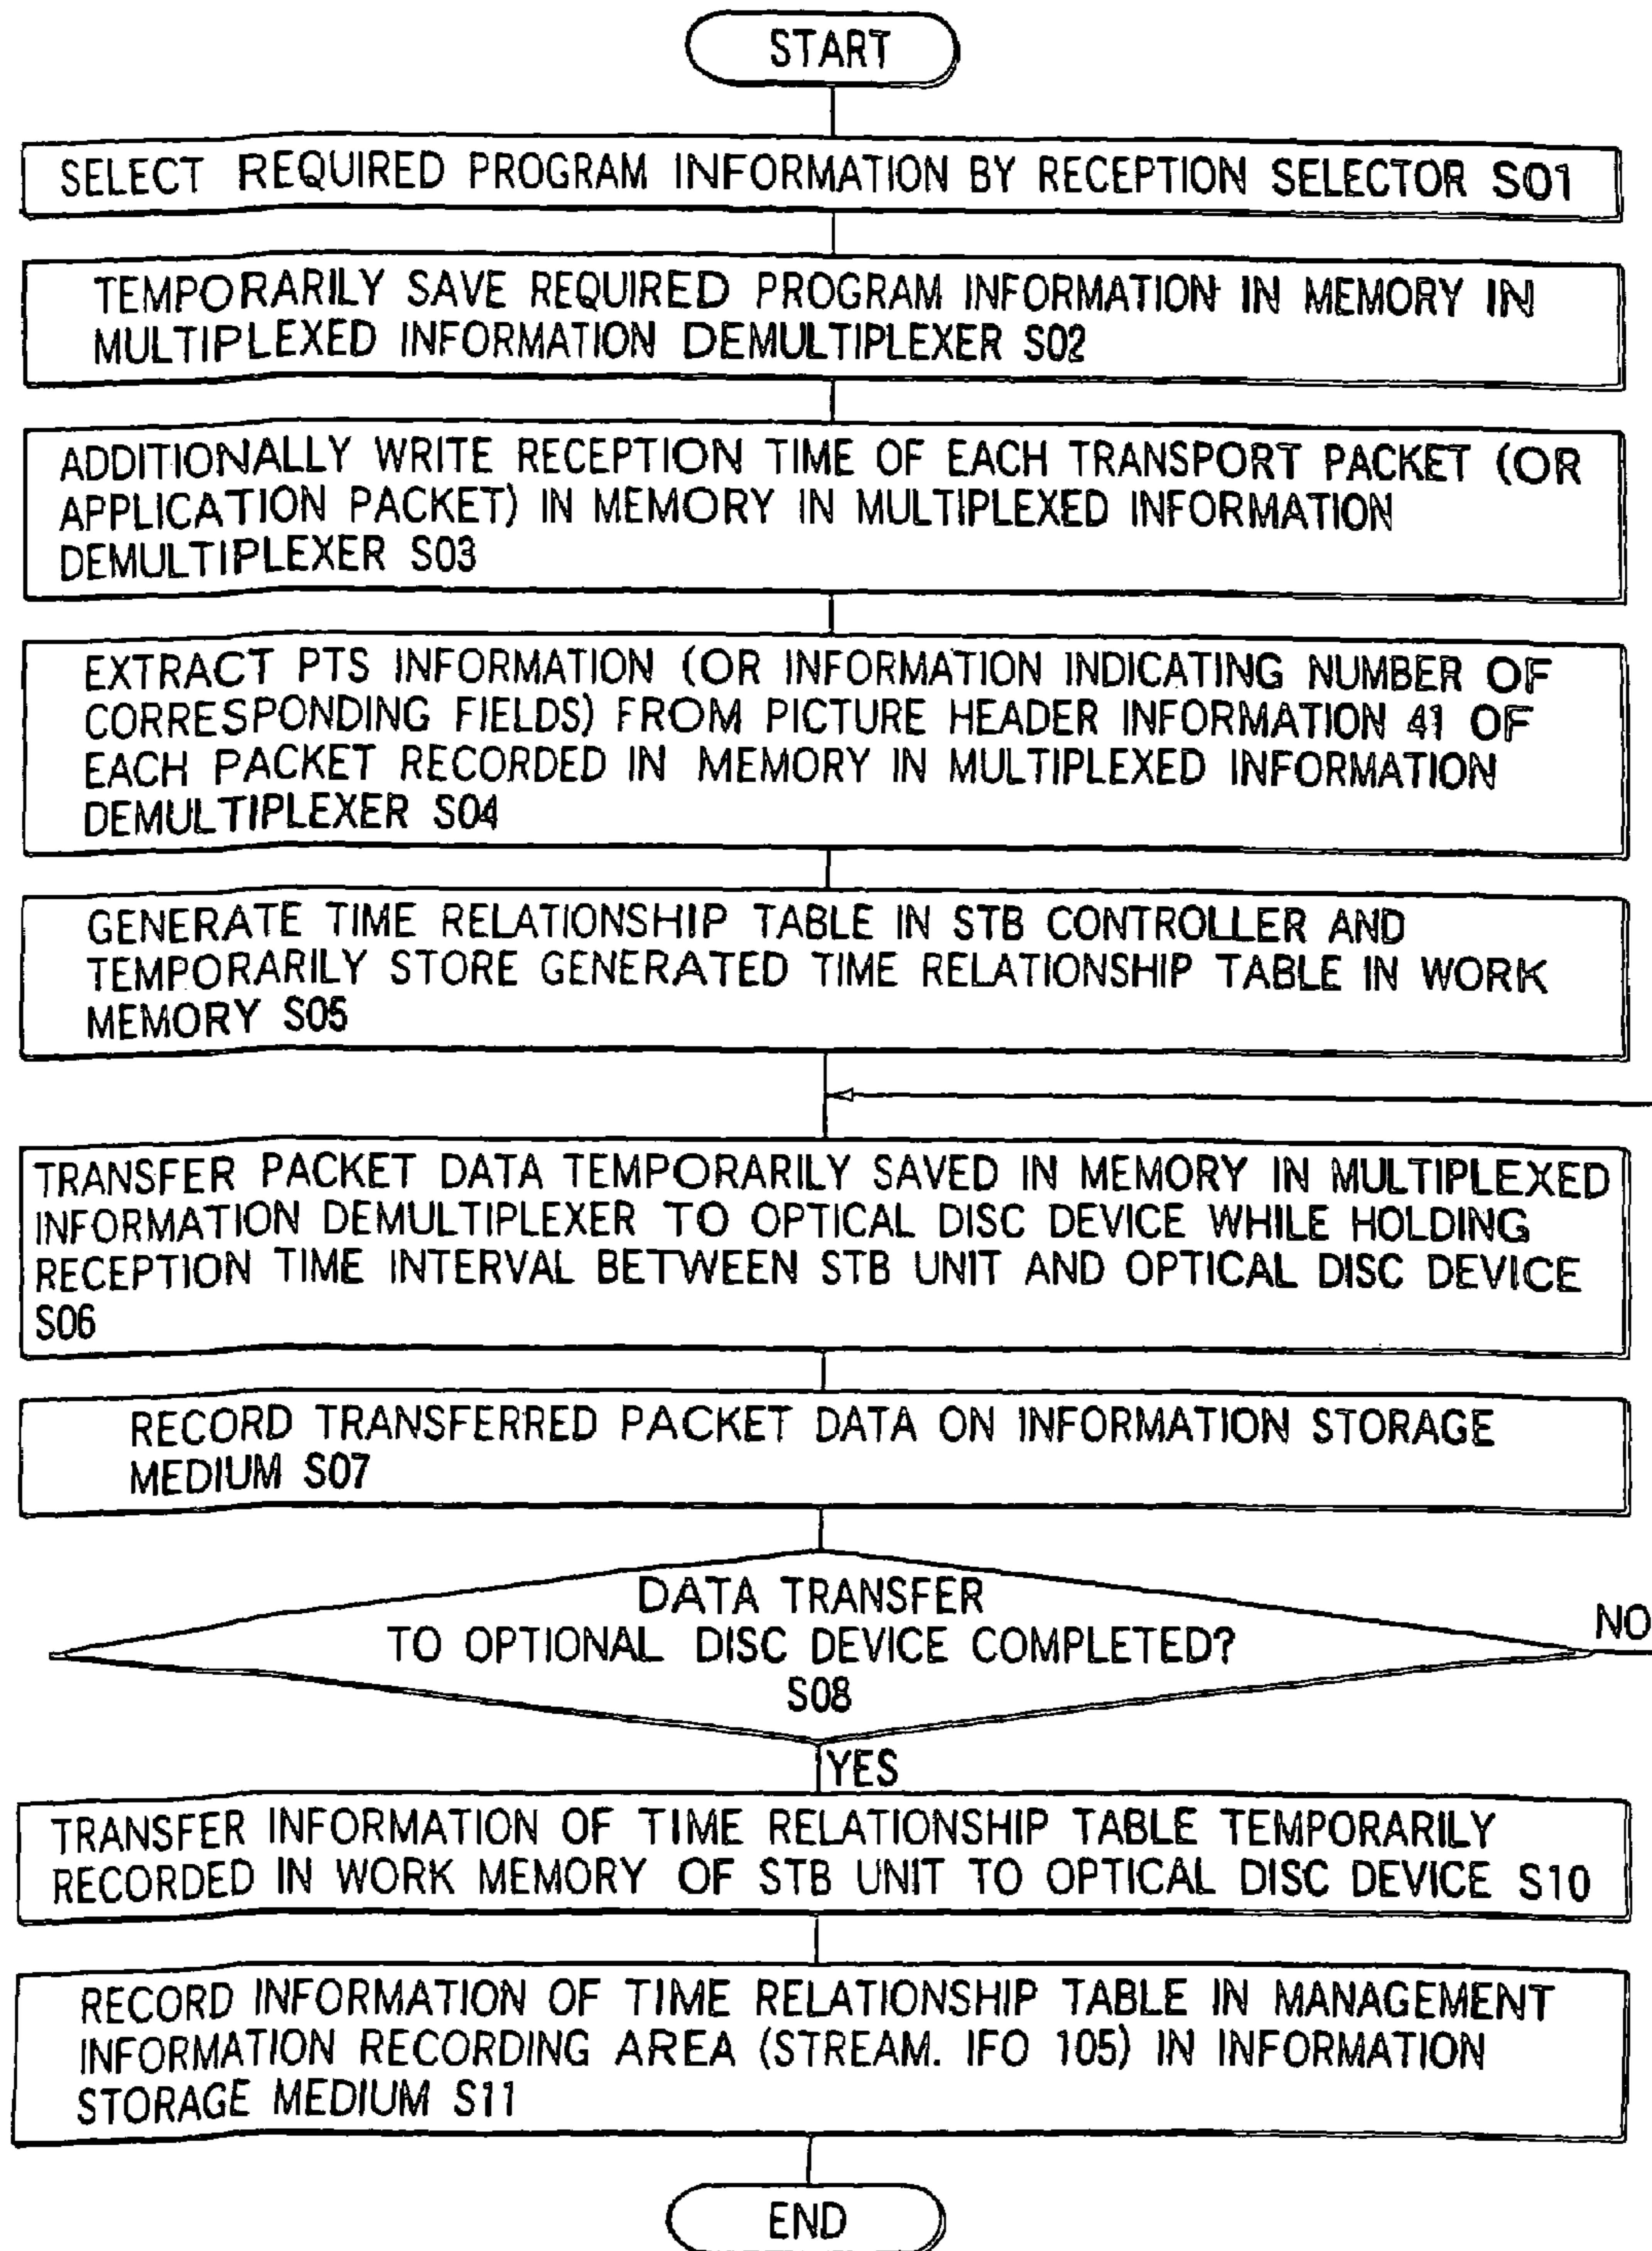 START
SELECT REQUIRED PROGRAM INFORMATION BY RECEPTION SELECTOR S01
TEMPORARILY SAVE REQUIRED PROGRAM INFORMATION IN MEMORY IN
MULTIPLEXED INFORMATION DEMULTIPLEXER S02
ADDITIONALLY WRITE RECEPTION TIME OF EACH TRANSPORT PACKET (OR
APPLICATION PACKET) IN MEMORY IN MULTIPLEXED INFORMATION
DEMULTIPLEXER S03
EXTRACT PTS INFORMATION (OR INFORMATION INDICATING NUMBER OF
CORRESPONDING FIELDS) FROM PICTURE HEADER INFORMATION 41 OF
EACH PACKET RECORDED IN MEMORY IN MULTIPLEXED INFORMATION
DEMULTIPLEXER S04
GENERATE TIME RELATIONSHIP TABLE IN STB CONTROLLER AND
TEMPORARILY STORE GENERATED TIME RELATIONSHIP TABLE IN WORK
MEMORY S05
TRANSFER PACKET DATA TEMPORARILY SAVED IN MEMORY IN MULTIPLEXED
INFORMATION DEMULTIPLEXER TO OPTICAL DISC DEVICE WHILE HOLDING
RECEPTION TIME INTERVAL BETWEEN STB UNIT AND OPTICAL DISC DEVICE
S06
RECORD TRANSFERRED PACKET DATA ON INFORMATION STORAGE
MEDIUM S07
DATA TRANSFER
TO OPTIONAL DISC DEVICE COMPLETED?
S08
NO
YES
TRANSFER INFORMATION OF TIME RELATIONSHIP TABLE TEMPORARILY
RECORDED IN WORK MEMORY OF STB UNIT TO OPTICAL DISC DEVICE S10
RECORD INFORMATION OF TIME RELATIONSHIP TABLE IN MANAGEMENT
INFORMATION RECORDING AREA (STREAM. IFO 105) IN INFORMATION
STORAGE MEDIUM S11
END